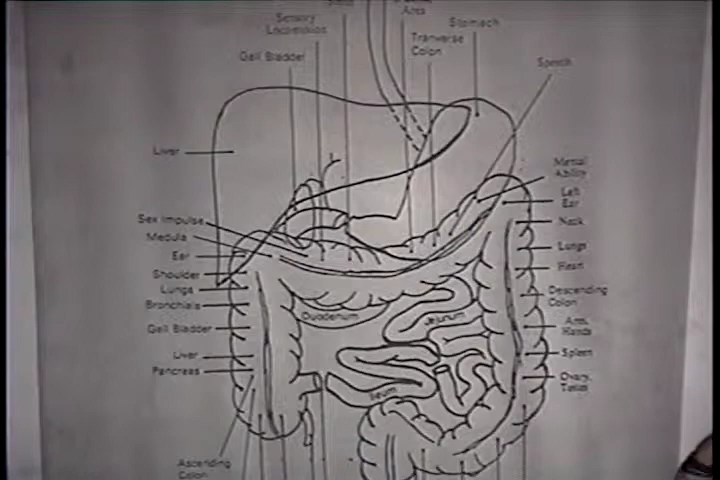 Sensory
Locomotion
Area
Stomach
Gall Bladder
Tranverse
Colon
Speech
Liver
Mental
Ability
Left
Ear
Sex Impulse
Neck
Medula
Ear
Lungs
Shoulder
Heart
Lungs
Descending
Colon
Bronchials
Duodenum
Jejunum
Gall Bladder
Arm,
Hands
Liver
Spleen
Pancreas
Ovary,
Testes
Ileum
Ascending
Colon